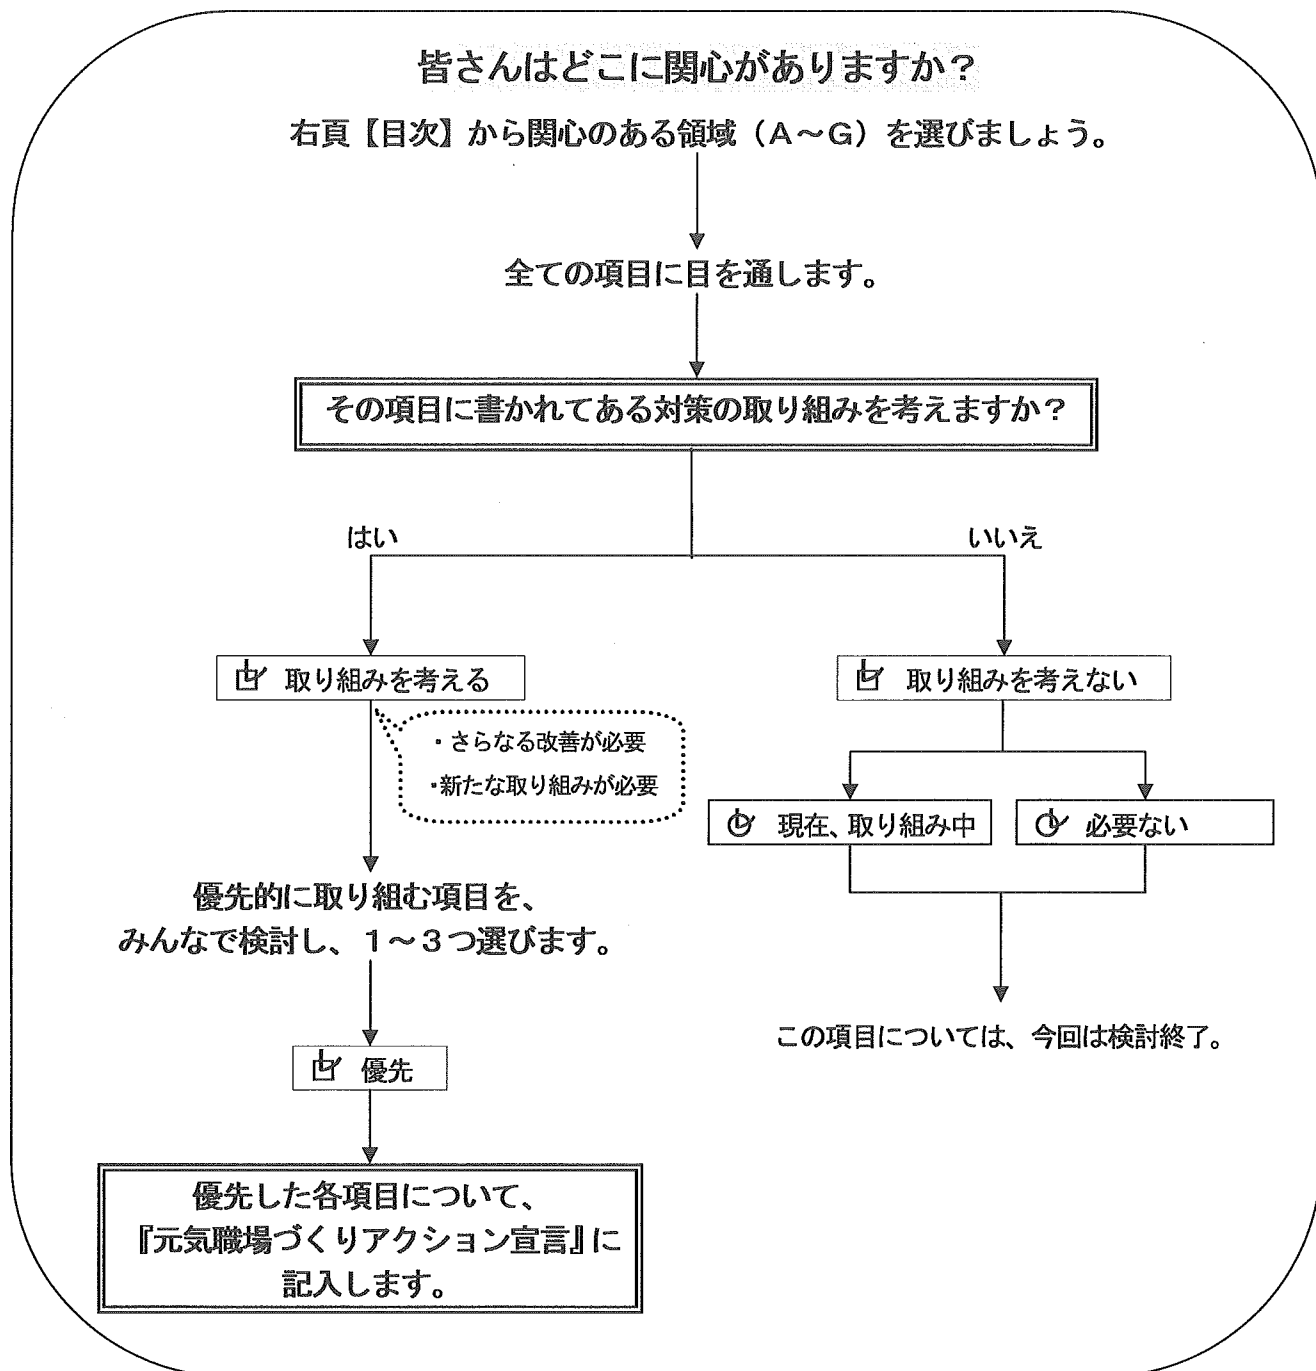 皆さんはどこに関心がありますか？
右頁【目次】から関心のある領域（A～G）を選びましょう。
全ての項目に目を通します。
その項目に書かれてある対策の取り組みを考えますか？
はい
いいえ
取り組みを考える
取り組みを考えない
・さらなる改善が必要
・新たな取り組みが必要
現在、取り組み中
必要ない
優先的に取り組む項目を、
みんなで検討し、１～３つ選びます。
この項目については、今回は検討終了。
優先
優先した各項目について、
『元気職場づくりアクション宣言』に
記入します。